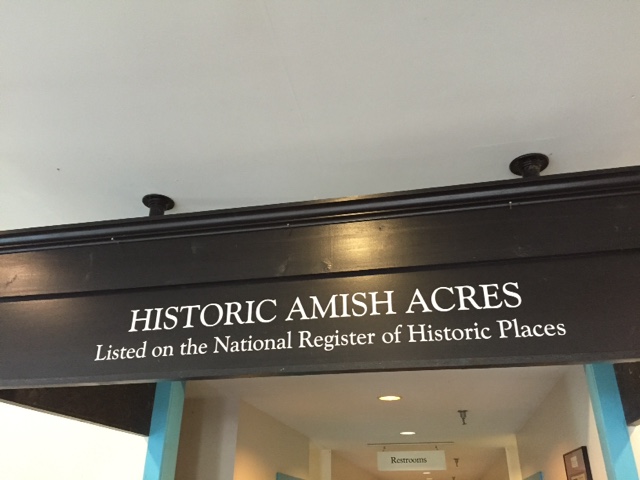 HISTORIC AMISH ACRES
Listed on the National Register of Historic Places
Restrooms